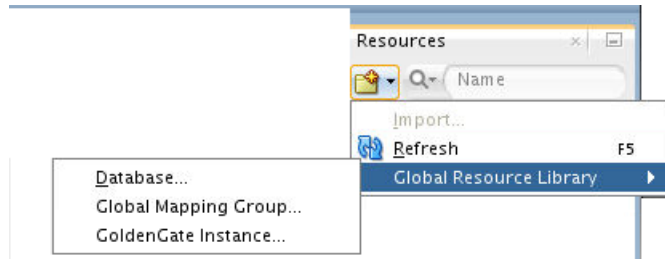 Resources
Name
Import...
Refresh F5
Global Resource Library
Database...
Global Mapping Group...
GoldenGate Instance...